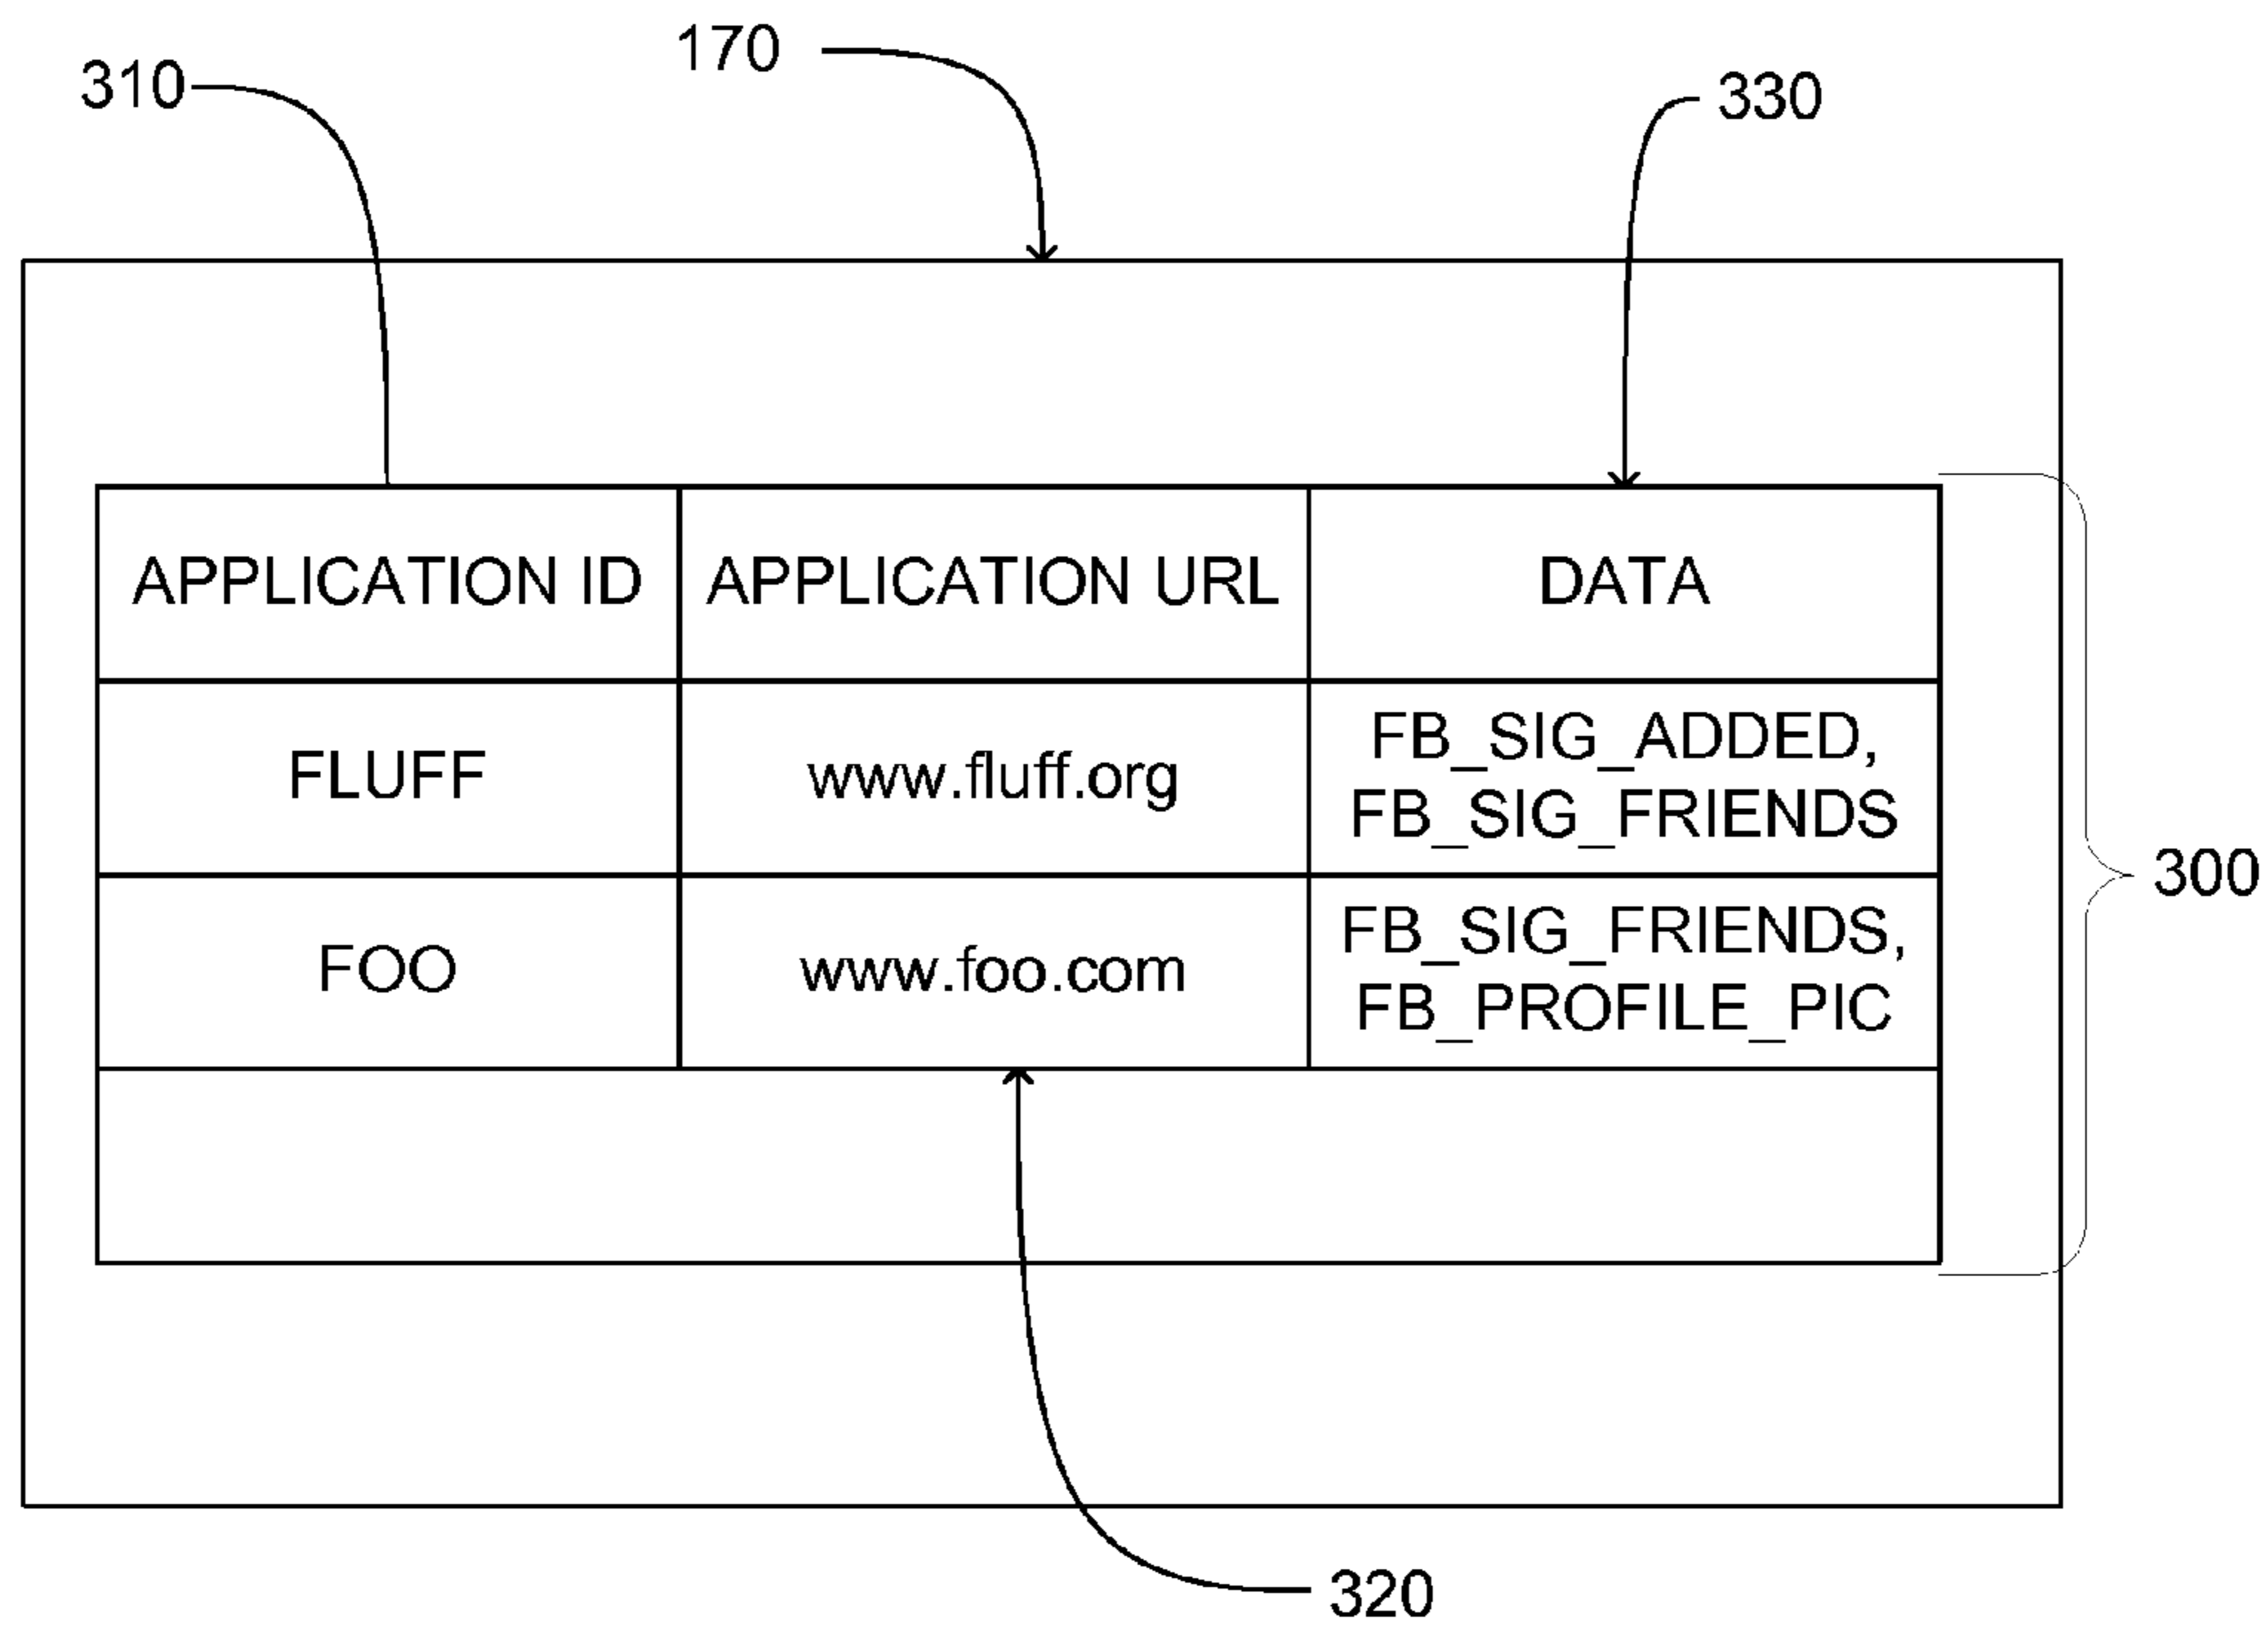 170
310
330
APPLICATION ID
APPLICATION URL
DATA
FLUFF
www.fluff.org
FB_SIG_ADDED,
FB_SIG_FRIENDS
300
FOO
www.foo.com
FB_SIG_FRIENDS,
FB_PROFILE_PIC
320